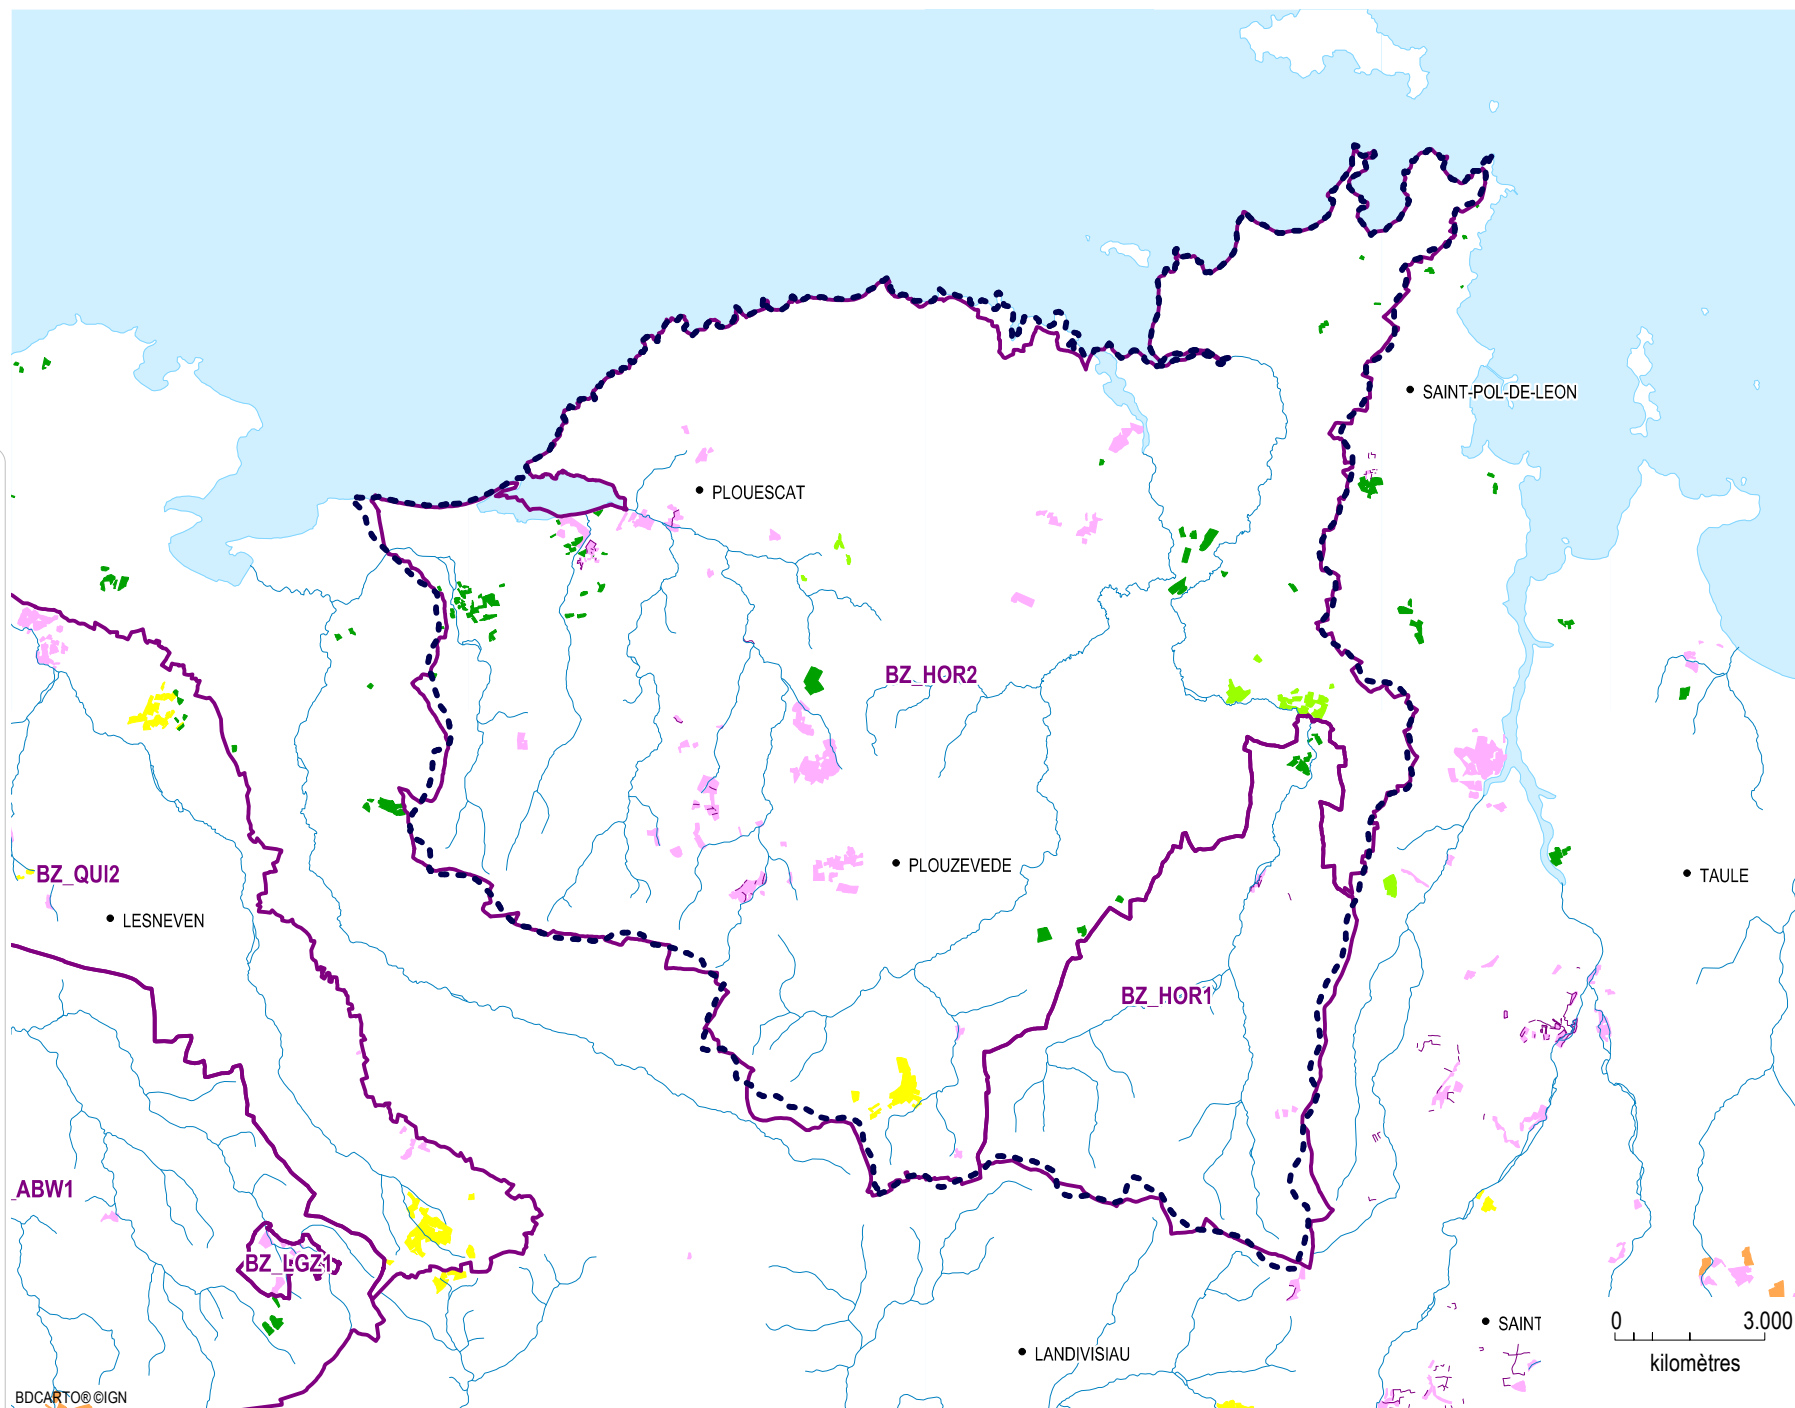 SAINT-POL-DE-LEON
PLOUESCAT
BZ_HOR2
PLOUZEVEDE
BZ_QUI2
TAULE
LESNEVEN
BZ_HOR1
_ABW1
BZ_LGZ1
SAINT
0 3.000
LANDIVISIAU
kilomètres
BDCARTO® ©IGN